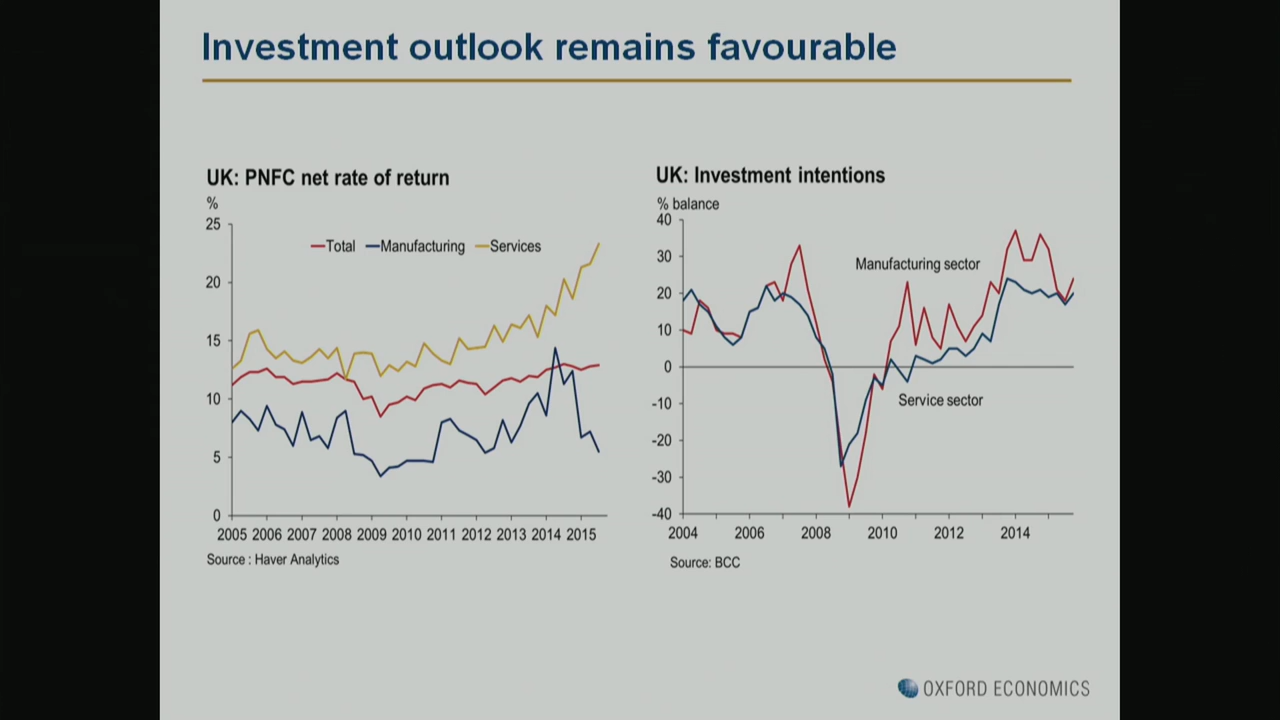 Investment outlook remains favourable
UK: PNFC net rate of return
%
25
20
15
10
5
0
Total Manufacturing Services
2005 2006 2007 2008 2009 2010 2011 2012 2013 2014 2015
Source : Haver Analytics
UK: Investment intentions
% balance
40
30
20
10
0
-10
-20
-30
-40
Manufacturing sector
Service sector
2004 2006 2008 2010 2012 2014
Source: BCC
OXFORD ECONOMICS